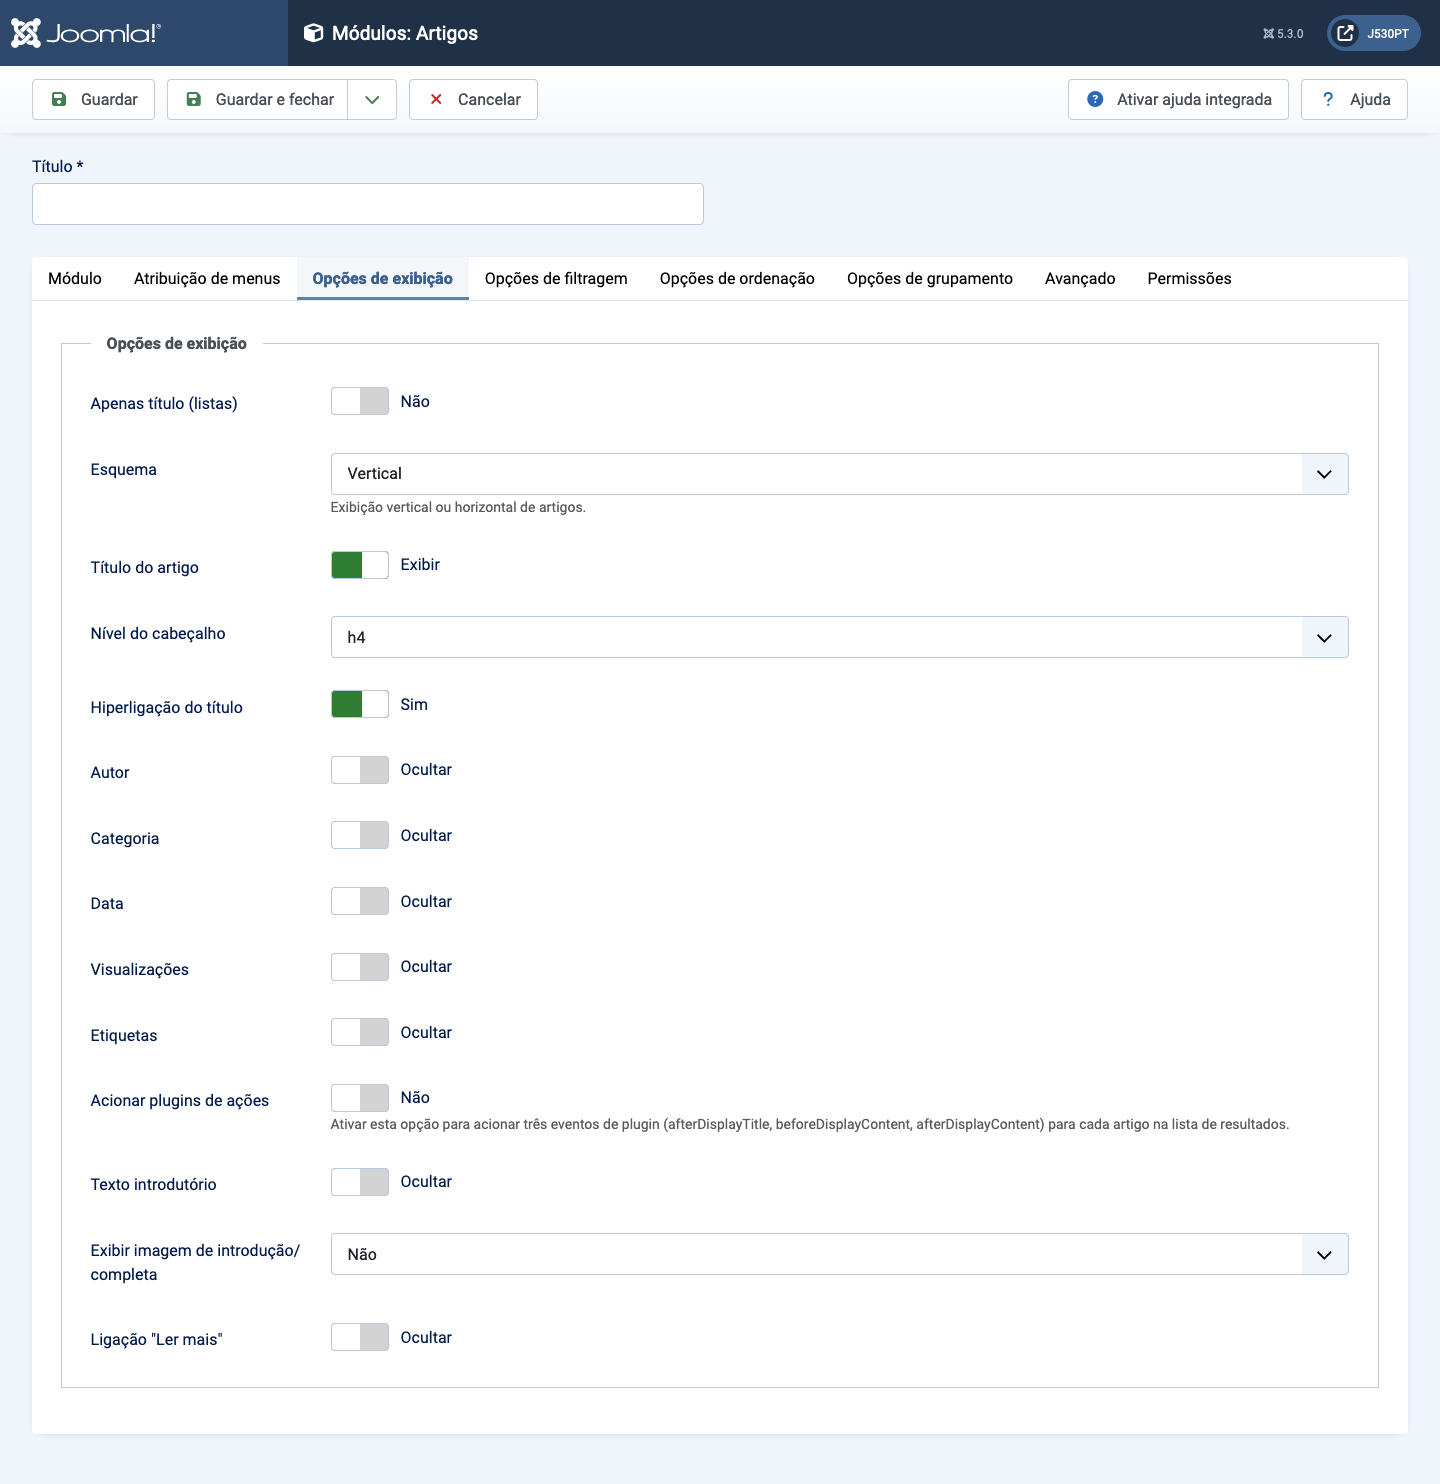 Joomla!®
Módulos: Artigos
5.3.0
J530PT
Guardar
Guardar e fechar
Cancelar
Ativar ajuda integrada
? Ajuda
Título *
Módulo
Atribuição de menus
Opções de exibição
Opções de filtragem
Opções de ordenação
Opções de grupamento
Avançado
Permissões
Opções de exibição
Apenas título (listas)
Não
Esquema
Vertical
Exibição vertical ou horizontal de artigos.
Título do artigo
Exibir
Nível do cabeçalho
h4
Hiperligação do título
Sim
Autor
Ocultar
Categoria
Ocultar
Data
Ocultar
Visualizações
Ocultar
Etiquetas
Ocultar
Acionar plugins de ações
Não
Ativar esta opção para acionar três eventos de plugin (afterDisplayTitle, beforeDisplayContent, afterDisplayContent) para cada artigo na lista de resultados.
Texto introdutório
Ocultar
Exibir imagem de introdução/
completa
Não
Ligação "Ler mais"
Ocultar